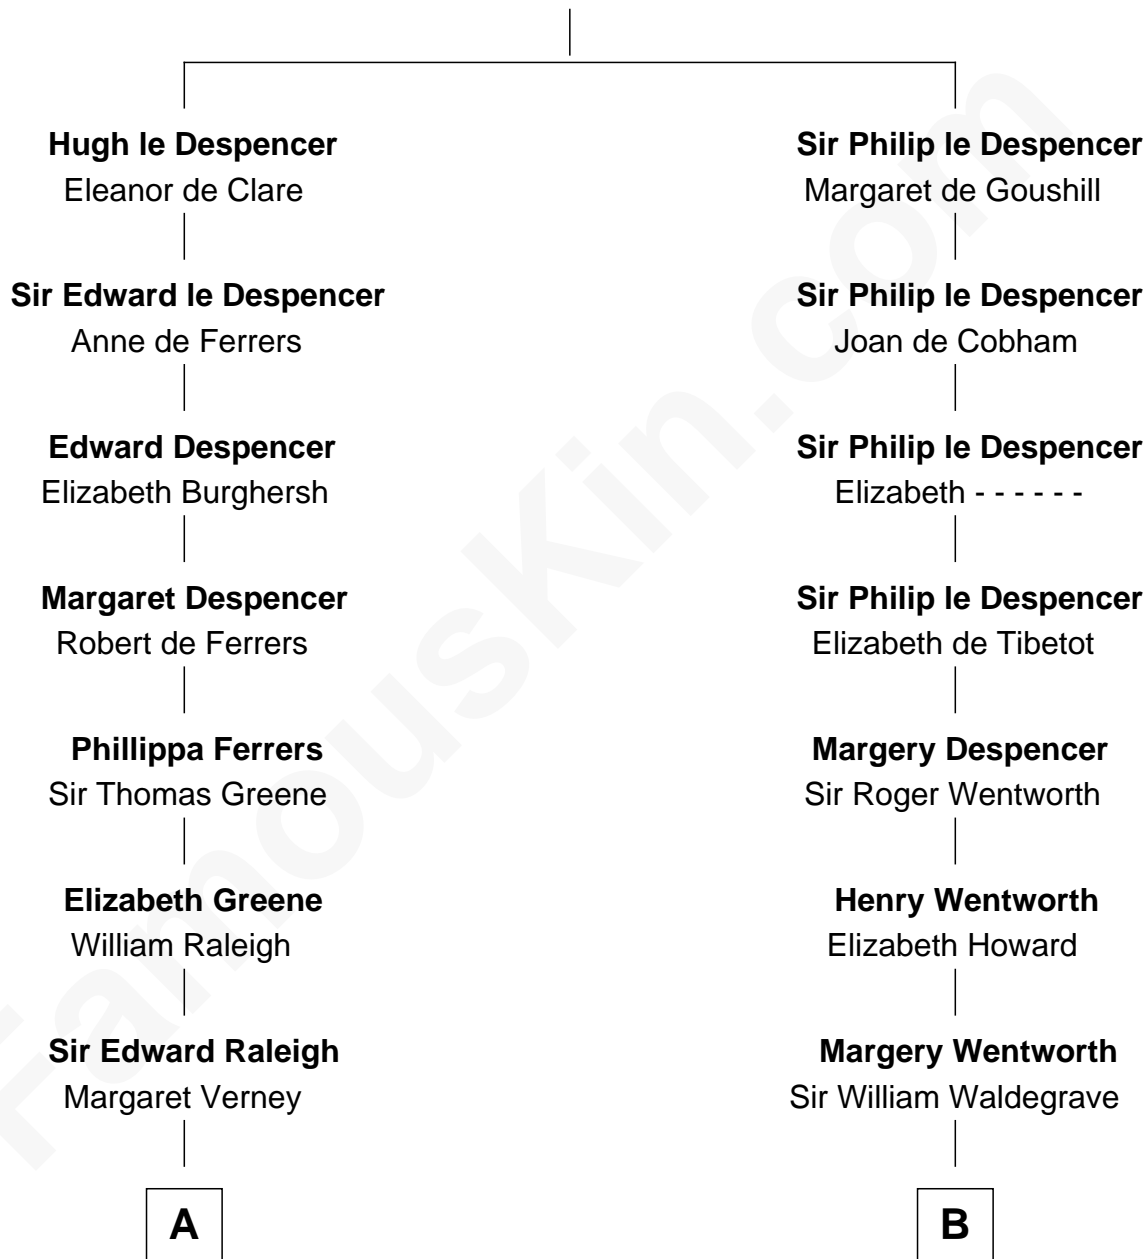 Hugh le Despencer
Eleanor de Clare
Sir Edward le Despencer
Anne de Ferrers
Edward Despencer
Elizabeth Burghersh
Margaret Despencer
Robert de Ferrers
Phillippa Ferrers
Sir Thomas Greene
Elizabeth Greene
William Raleigh
Sir Edward Raleigh
Margaret Verney
A
Sir Philip le Despencer
Margaret de Goushill
Sir Philip le Despencer
Joan de Cobham
Sir Philip le Despencer
Elizabeth - - - - - -
Sir Philip le Despencer
Elizabeth de Tibetot
Margery Despencer
Sir Roger Wentworth
Henry Wentworth
Elizabeth Howard
Margery Wentworth
Sir William Waldegrave
B
FamousKin.com